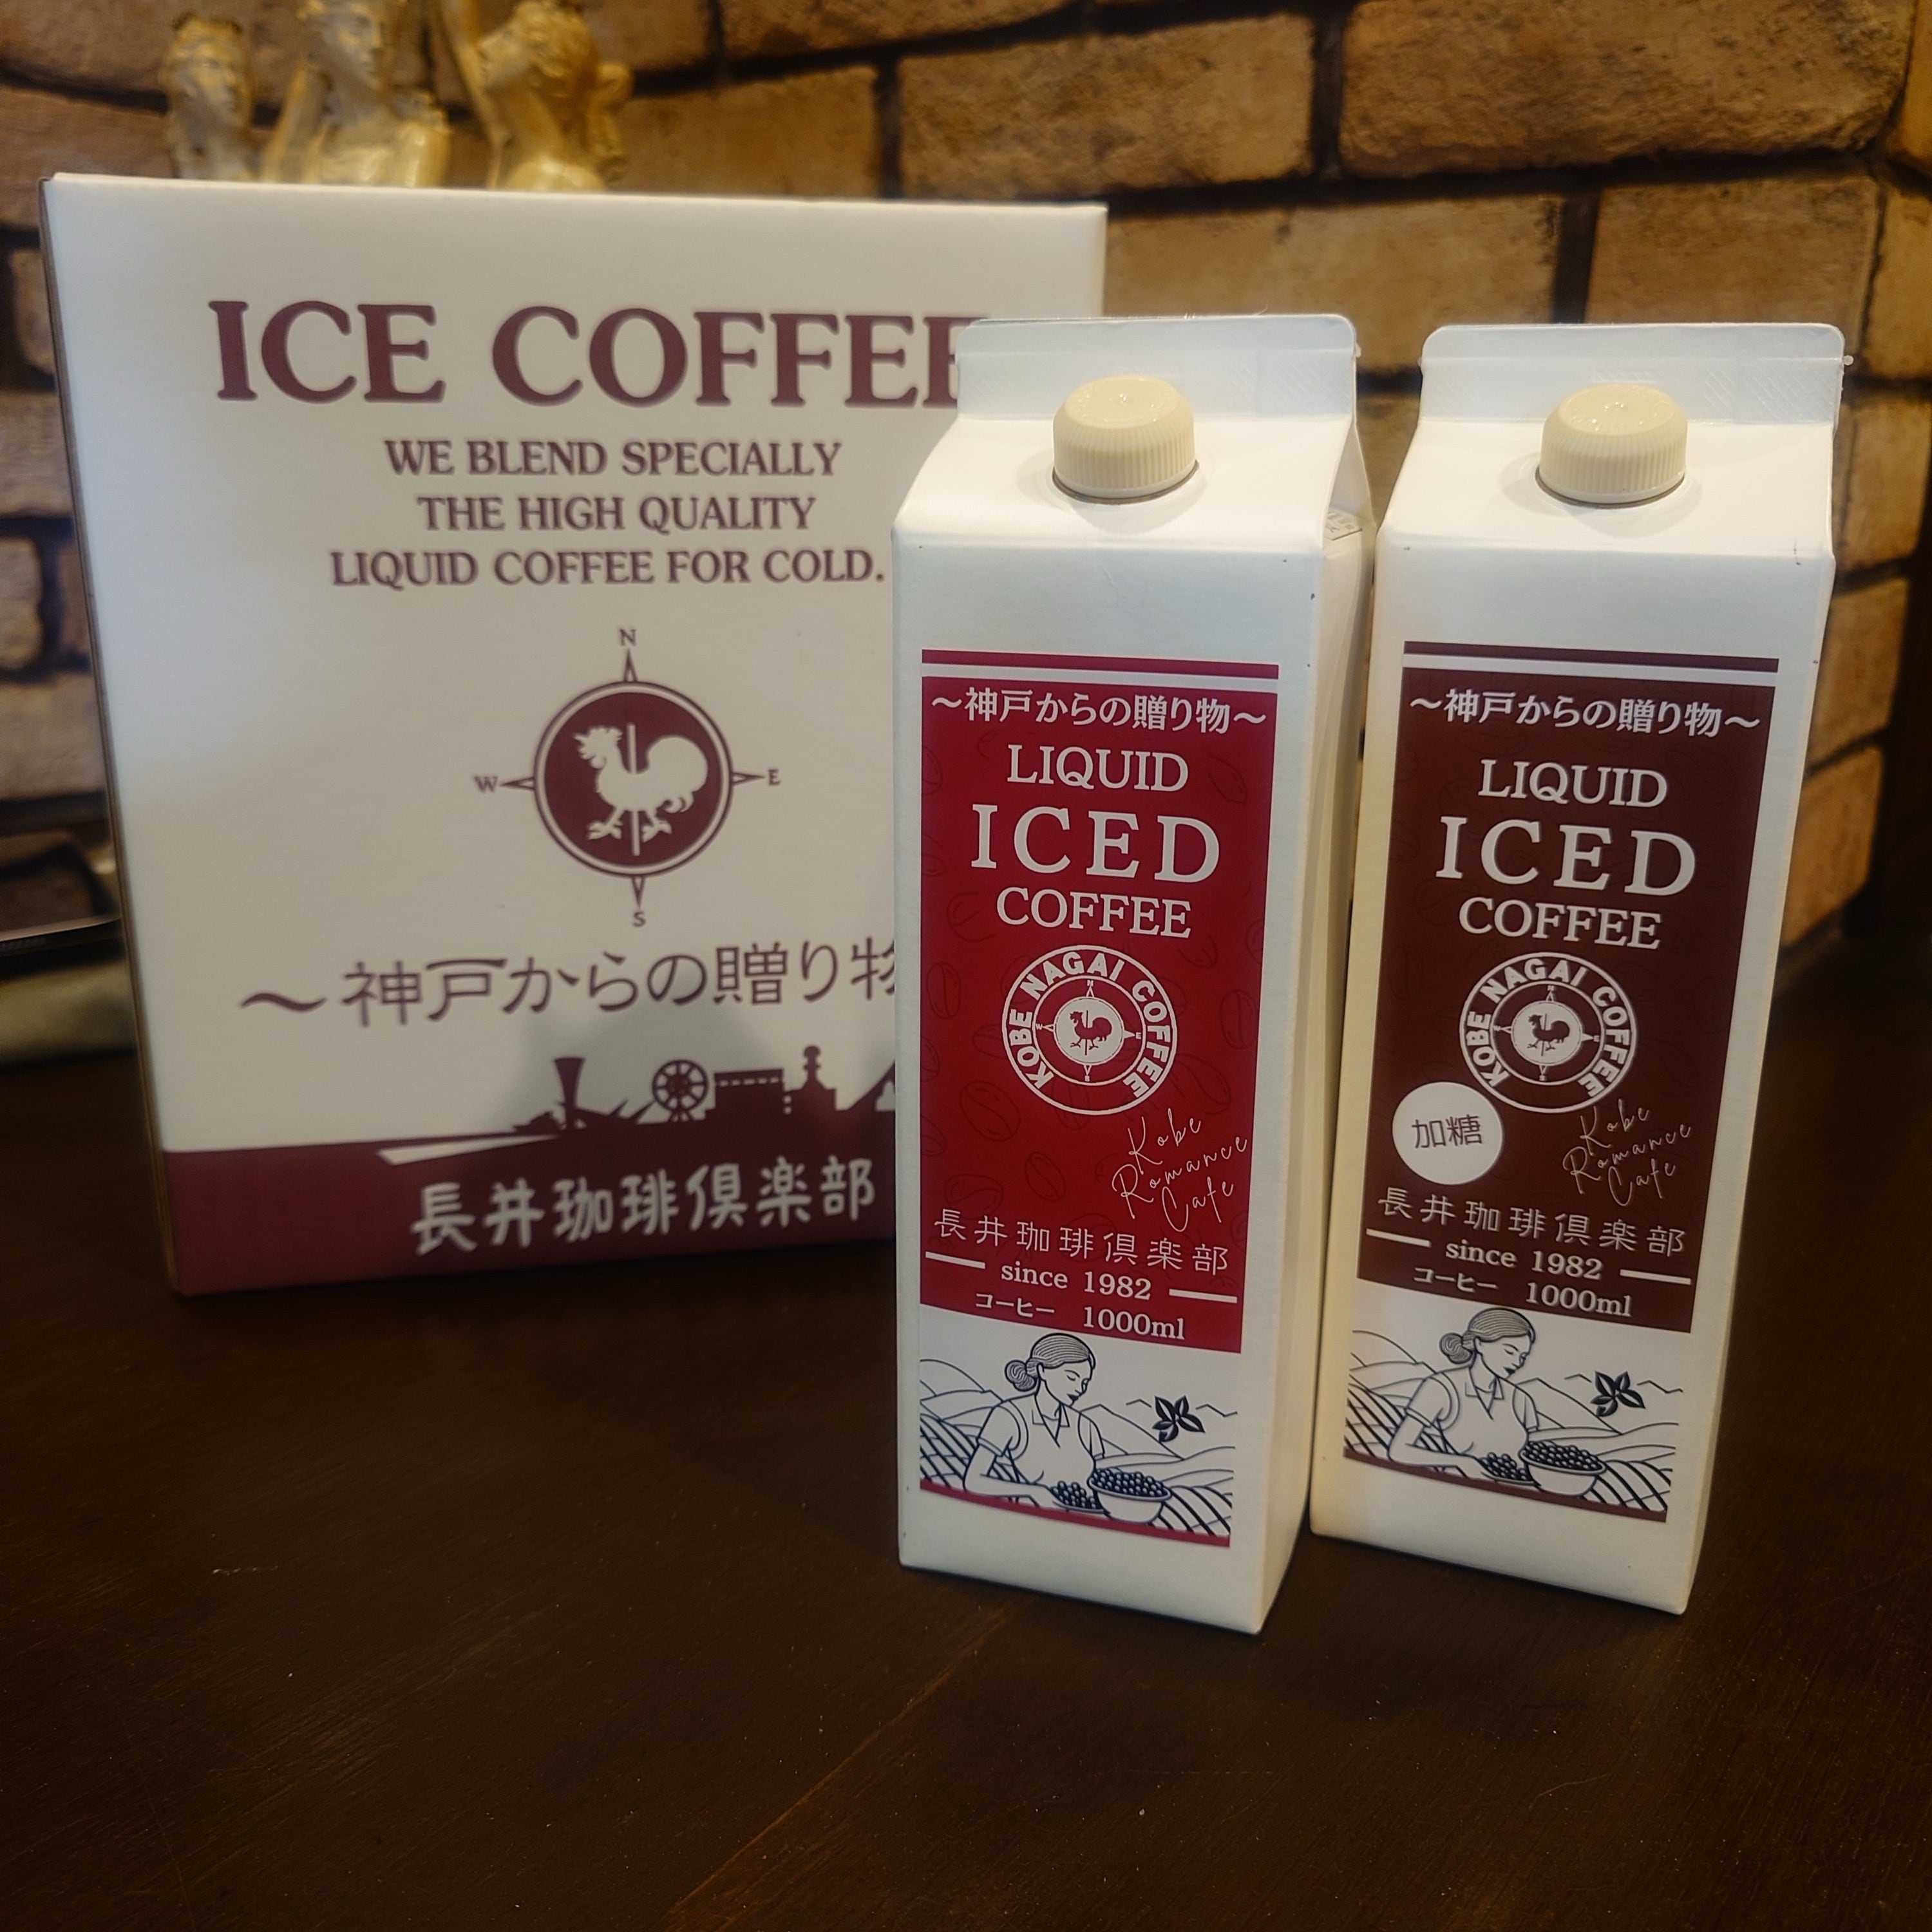 ICE COFFEE
WE BLEND SPECIALLY
THE HIGH QUALITY
LIQUID COFFEE FOR COLD.
N
W E
S
～神戸からの贈り物
長井珈琲倶楽部
～神戸からの贈り物～
LIQUID
ICED
COFFEE
KOBE NAGAI COFFEE
Kobe
Romance
Cafe
長井珈琲倶楽部
since 1982
コーヒー 1000ml
～神戸からの贈り物～
LIQUID
ICED
COFFEE
KOBE NAGAI COFFEE
加糖
Kobe
Romance
Cafe
長井珈琲倶楽部
since 1982
コーヒー 1000ml